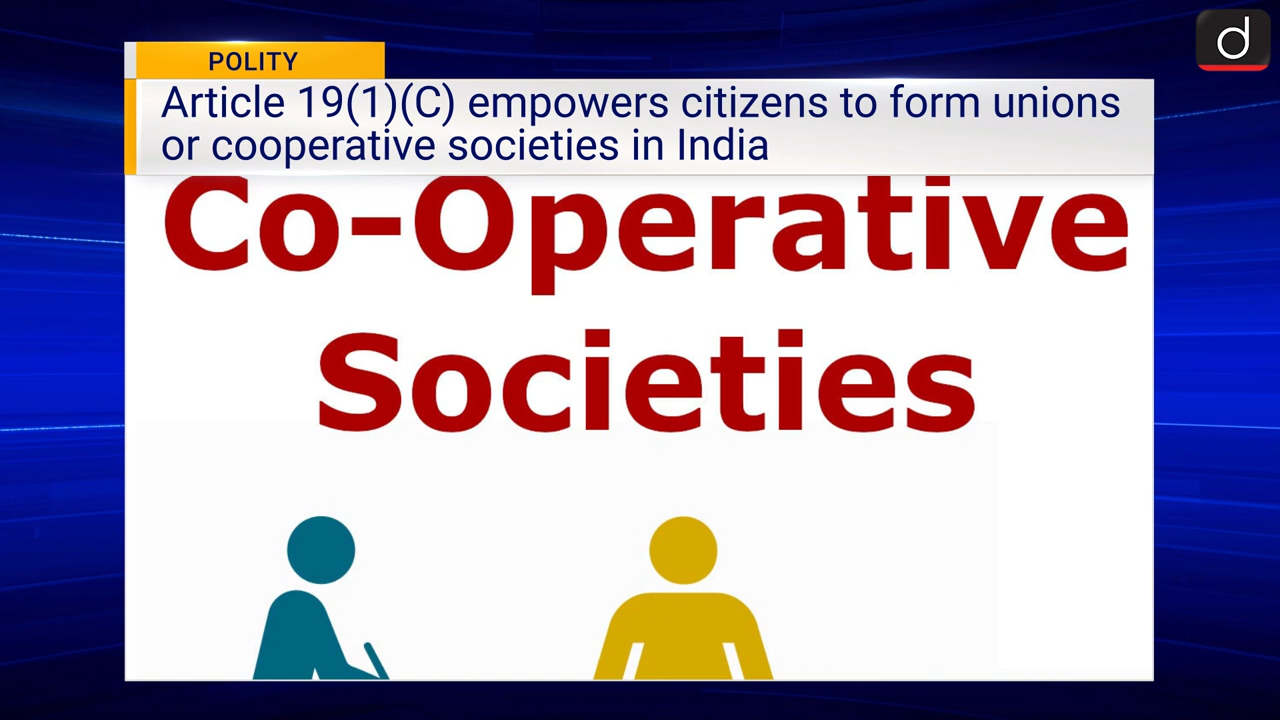 POLITY
d
Article 19(1)(C) empowers citizens to form unions
or cooperative societies in India
Co-Operative
Societies